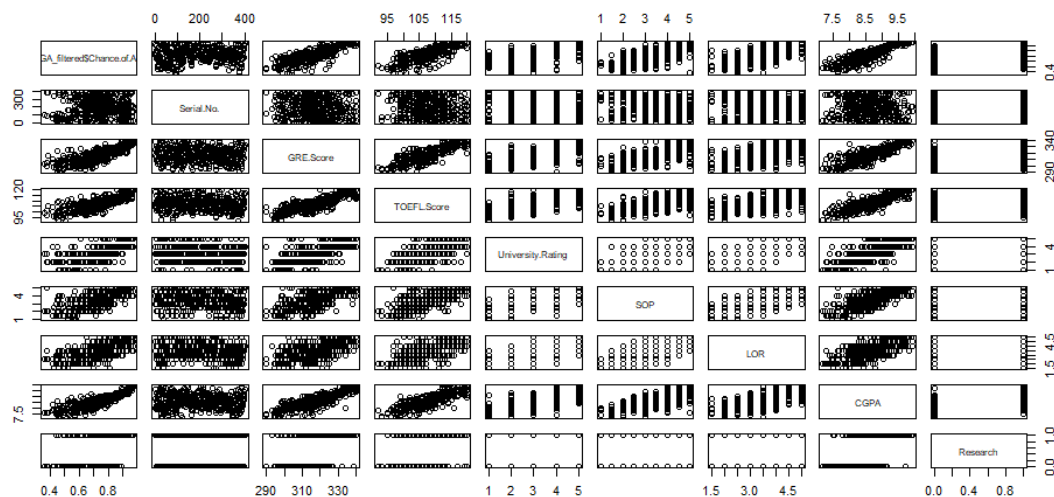 0 200 400 95 105 115 1 2 3 4 5 7.5 8.5 9.5
GA_filtered$Chance.of.A 0.4
0 300 Serial.No.
GRE.Score 290 340
95 120 TOEFL.Score
University.Rating 1 4
1 4 SOP
LOR 1.5 4.5
7.5 CGPA
Research 0.0 1.0
0.4 0.8 290 310 330 1 2 3 4 5 1.5 3.0 4.5 0.0 0.4 0.8